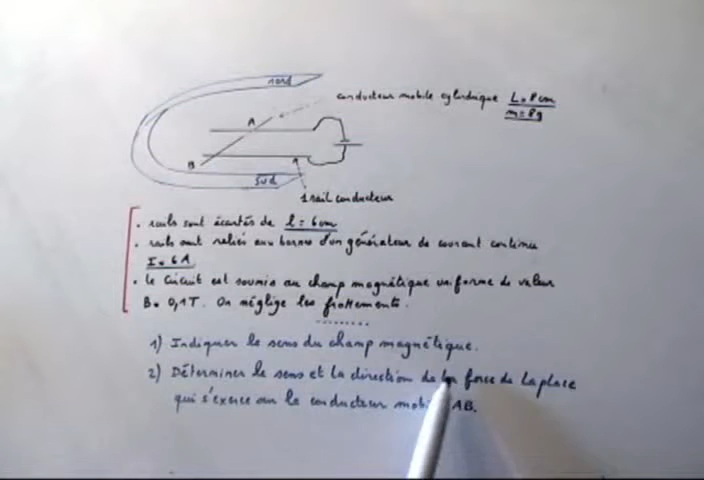 nord
conducteur mobile cylindrique L = 8 cm
m = 8g
A
B
Sud
1 rail conducteur
. rails sont écartés de l = 6 cm
. rails sont reliés aux bornes d'un générateur de courant continu
I = 6 A
. Le circuit est soumis au champ magnétique uniforme de valeur
B = 0,1T. On néglige les frottements.
1) Indiquer le sens du champ magnétique.
2) Déterminer le sens et la direction de la force de Laplace
qui s'exerce sur le conducteur mobile AB.